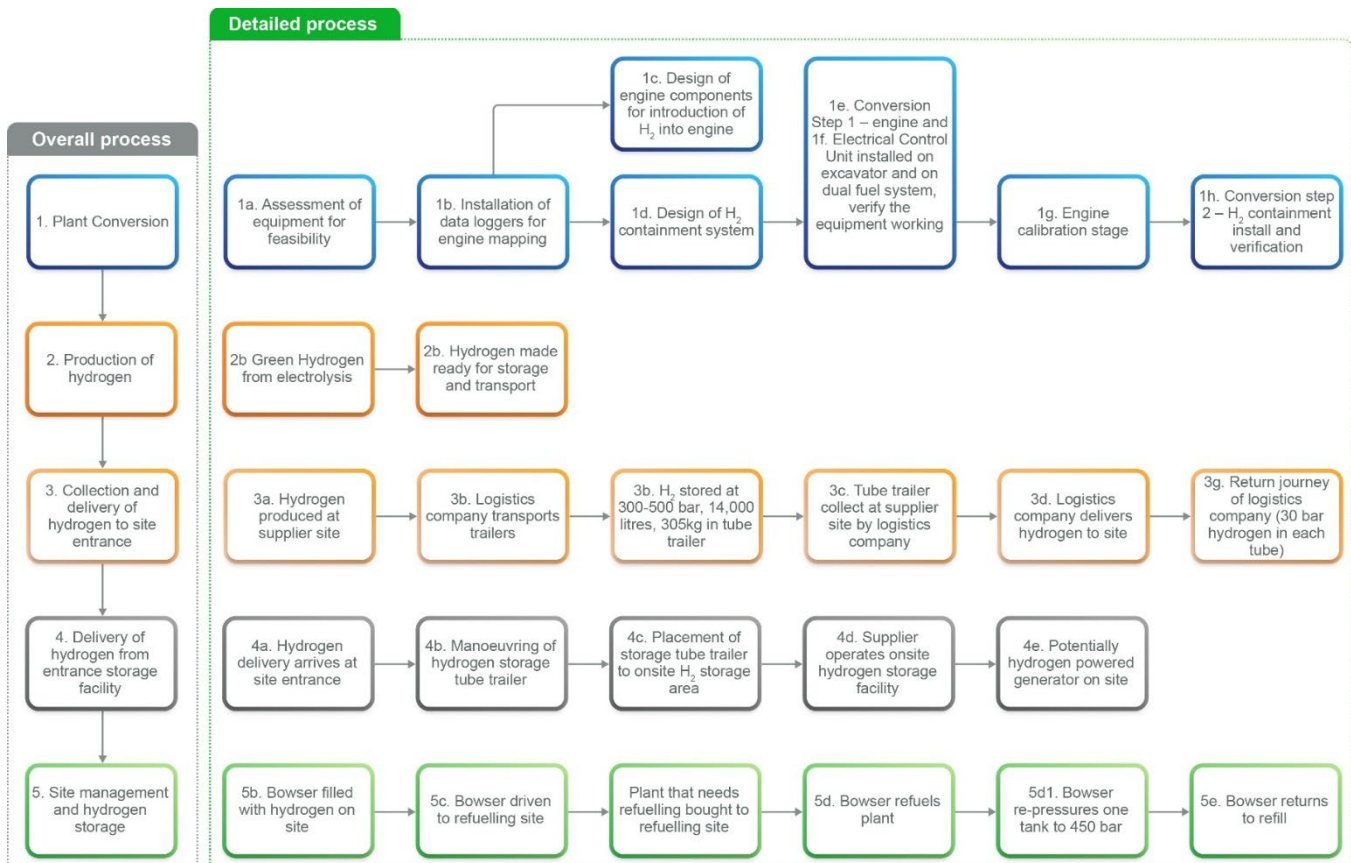 Detailed process
Overall process
1. Plant Conversion
1a. Assessment of
equipment for
feasibility
1b. Installation of
data loggers for
engine mapping
1c. Design of
engine components
for introduction of
H₂ into engine
1d. Design of H₂
containment system
1e. Conversion
Step 1 – engine and
1f. Electrical Control
Unit installed on
excavator and on
dual fuel system,
verify the
equipment working
1g. Engine
calibration stage
1h. Conversion step
2 – H₂ containment
install and
verification
2. Production of
hydrogen
2b Green Hydrogen
from electrolysis
2b. Hydrogen made
ready for storage
and transport
3. Collection and
delivery of
hydrogen to site
entrance
3a. Hydrogen
produced at
supplier site
3b. Logistics
company transports
trailers
3b. H₂ stored at
300-500 bar, 14,000
litres, 305kg in tube
trailer
3c. Tube trailer
collect at supplier
site by logistics
company
3d. Logistics
company delivers
hydrogen to site
3g. Return journey
of logistics
company (30 bar
hydrogen in each
tube)
4. Delivery of
hydrogen from
entrance storage
facility
4a. Hydrogen
delivery arrives at
site entrance
4b. Manoeuvring of
hydrogen storage
tube trailer
4c. Placement of
storage tube trailer
to onsite H₂ storage
area
4d. Supplier
operates onsite
hydrogen storage
facility
4e. Potentially
hydrogen powered
generator on site
5. Site management
and hydrogen
storage
5b. Bowser filled
with hydrogen on
site
5c. Bowser driven
to refuelling site
Plant that needs
refuelling bought to
refuelling site
5d. Bowser refuels
plant
5d1. Bowser
re-pressures one
tank to 450 bar
5e. Bowser returns
to refill